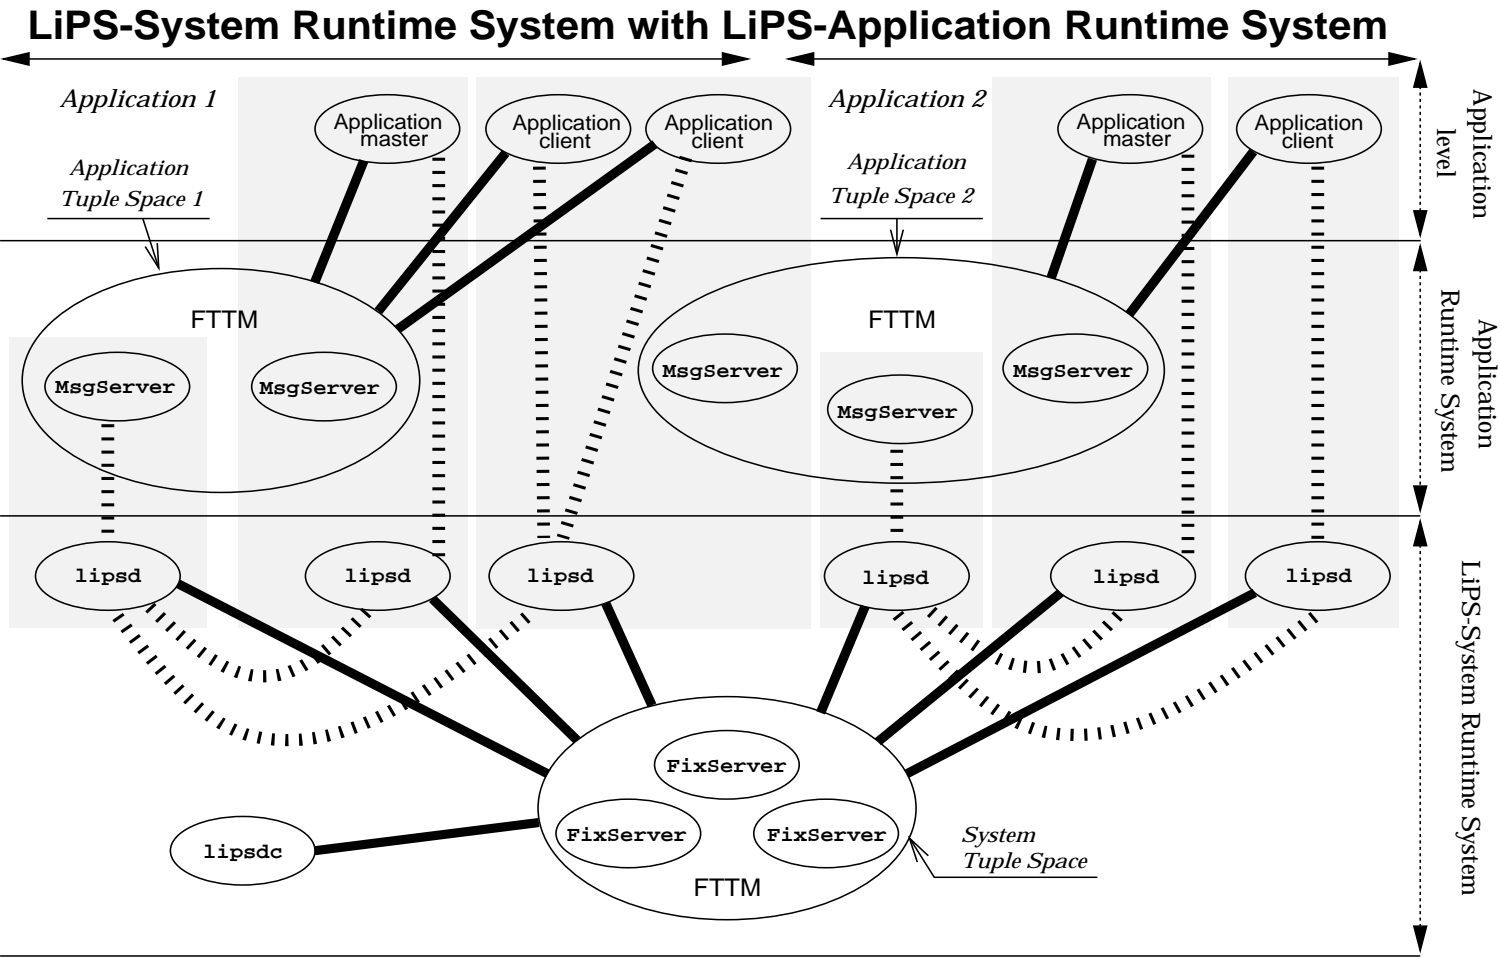 LiPS-System Runtime System with LiPS-Application Runtime System
Application 1
Application
master
Application
client
Application
client
Application 2
Application
master
Application
client
Application
level
Application
Tuple Space 1
Application
Tuple Space 2
FTTM
MsgServer
MsgServer
FTTM
MsgServer
MsgServer
MsgServer
Application
Runtime System
lipsd
lipsd
lipsd
lipsd
lipsd
lipsd
LiPS-System Runtime System
FixServer
FixServer
FixServer
FTTM
lipsdc
System
Tuple Space